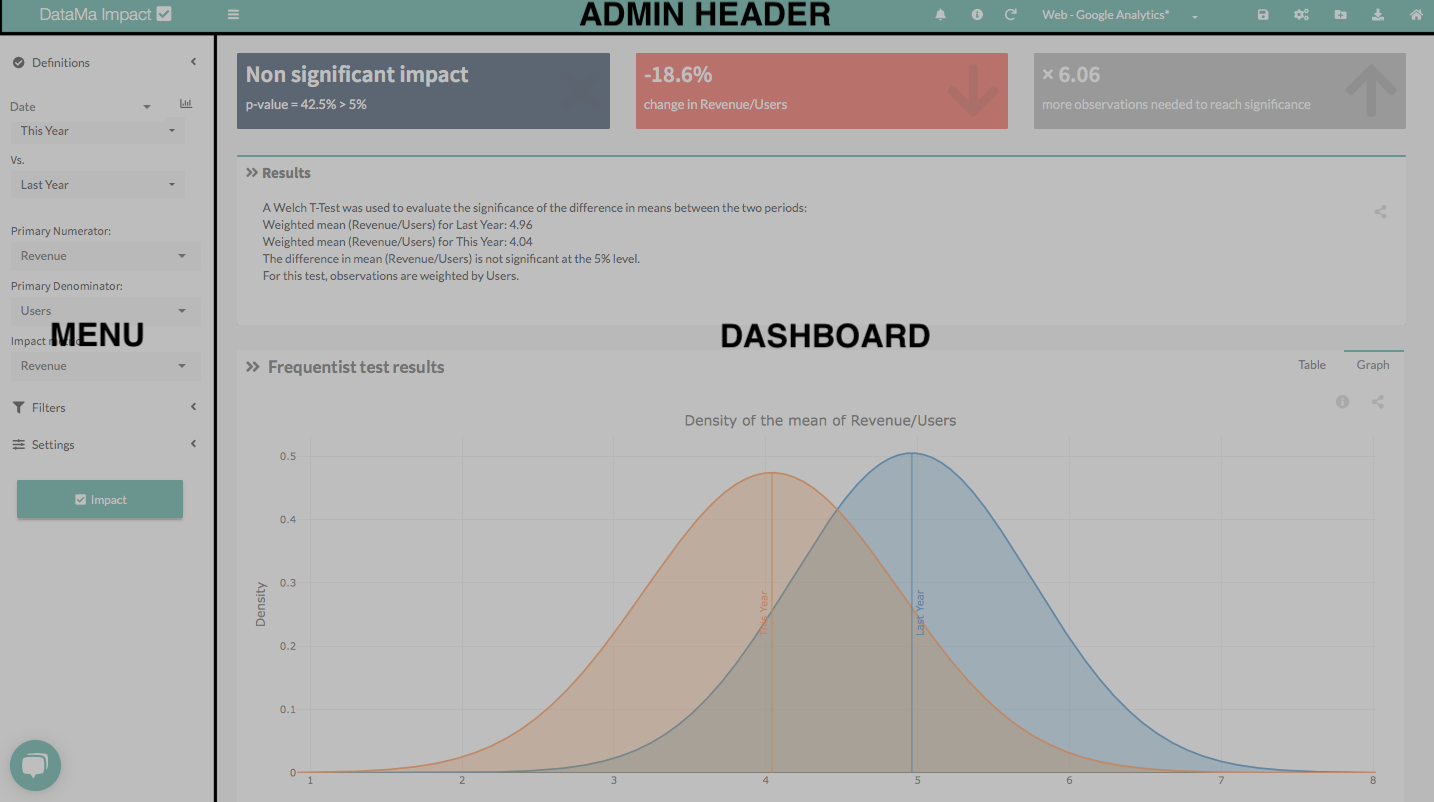 DataMa Impact
ADMIN HEADER
Web - Google Analytics*
Definitions
Date
This Year
Vs.
Last Year
Primary Numerator:
Revenue
Primary Denominator:
Users
MENU
Impact
Revenue
Filters
Settings
Impact
Non significant impact
p-value = 42.5% > 5%
-18.6%
change in Revenue/Users
× 6.06
more observations needed to reach significance
Results
A Welch T-Test was used to evaluate the significance of the difference in means between the two periods:
Weighted mean (Revenue/Users) for Last Year: 4.96
Weighted mean (Revenue/Users) for This Year: 4.04
The difference in mean (Revenue/Users) is not significant at the 5% level.
For this test, observations are weighted by Users.
DASHBOARD
Frequentist test results
Table Graph
Density of the mean of Revenue/Users
0.5
0.4
0.3
0.2
0.1
0
Density
This Year
Last Year
1 2 3 4 5 6 7 8